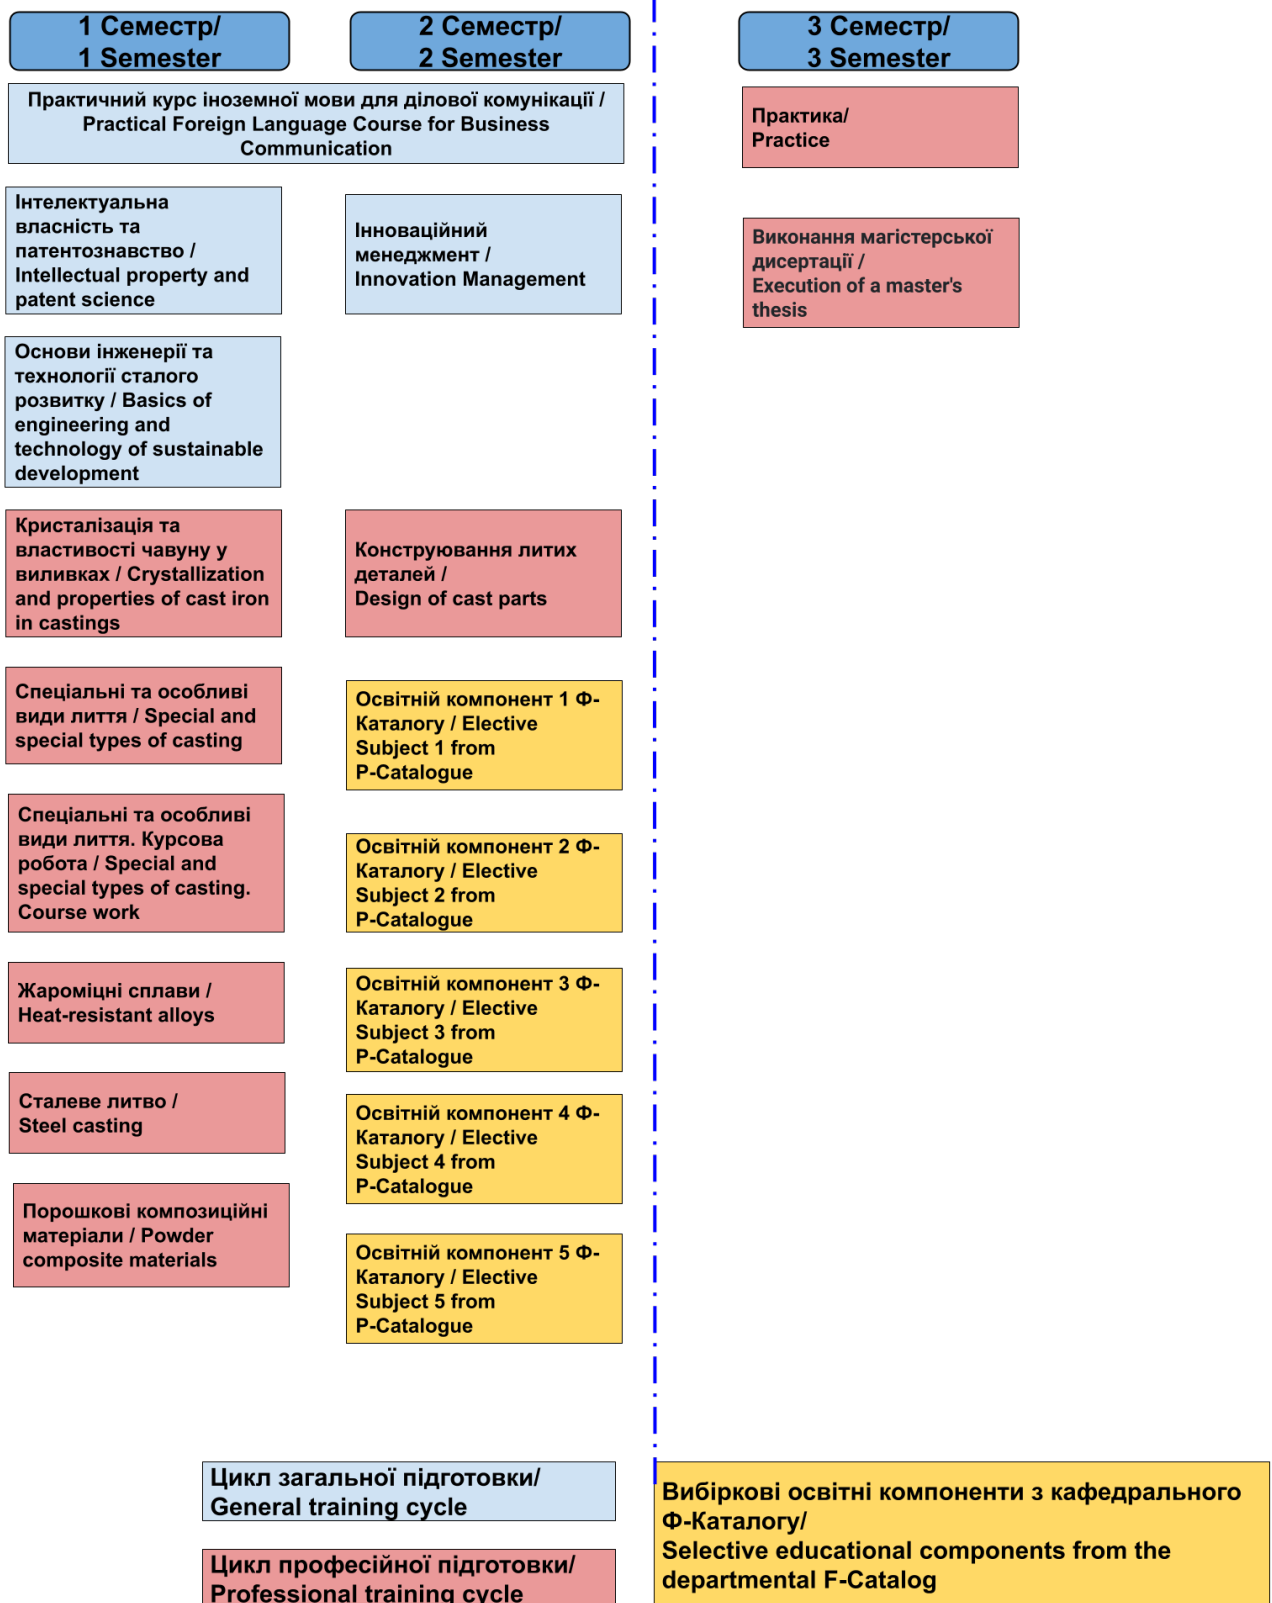 1 Семестр/
1 Semester
2 Семестр/
2 Semester
3 Семестр/
3 Semester
Практичний курс іноземної мови для ділової комунікації /
Practical Foreign Language Course for Business
Communication
Практика/
Practice
Інтелектуальна
власність та
патентознавство /
Intellectual property and
patent science
Інноваційний
менеджмент /
Innovation Management
Виконання магістерської
дисертації /
Execution of a master's
thesis
Основи інженерії та
технології сталого
розвитку / Basics of
engineering and
technology of sustainable
development
Кристалізація та
властивості чавуну у
виливках / Crystallization
and properties of cast iron
in castings
Конструювання литих
деталей /
Design of cast parts
Спеціальні та особливі
види лиття / Special and
special types of casting
Освітній компонент 1 Ф-
Каталогу / Elective
Subject 1 from
P-Catalogue
Спеціальні та особливі
види лиття. Курсова
робота / Special and
special types of casting.
Course work
Освітній компонент 2 Ф-
Каталогу / Elective
Subject 2 from
P-Catalogue
Жароміцні сплави /
Heat-resistant alloys
Освітній компонент 3 Ф-
Каталогу / Elective
Subject 3 from
P-Catalogue
Сталеве литво /
Steel casting
Освітній компонент 4 Ф-
Каталогу / Elective
Subject 4 from
P-Catalogue
Порошкові композиційні
матеріали / Powder
composite materials
Освітній компонент 5 Ф-
Каталогу / Elective
Subject 5 from
P-Catalogue
Цикл загальної підготовки/
General training cycle
Вибіркові освітні компоненти з кафедрального
Ф-Каталогу/
Selective educational components from the
departmental F-Catalog
Цикл професійної підготовки/
Professional training cycle